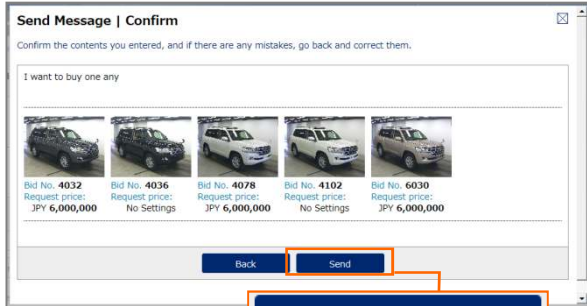 Send Message | Confirm
Confirm the contents you entered, and if there are any mistakes, go back and correct them.
I want to buy one any
Bid No. 4032
Request price:
JPY 6,000,000
Bid No. 4036
Request price:
No Settings
Bid No. 4078
Request price:
JPY 6,000,000
Bid No. 4102
Request price:
No Settings
Bid No. 6030
Request price:
JPY 6,000,000
Back
Send